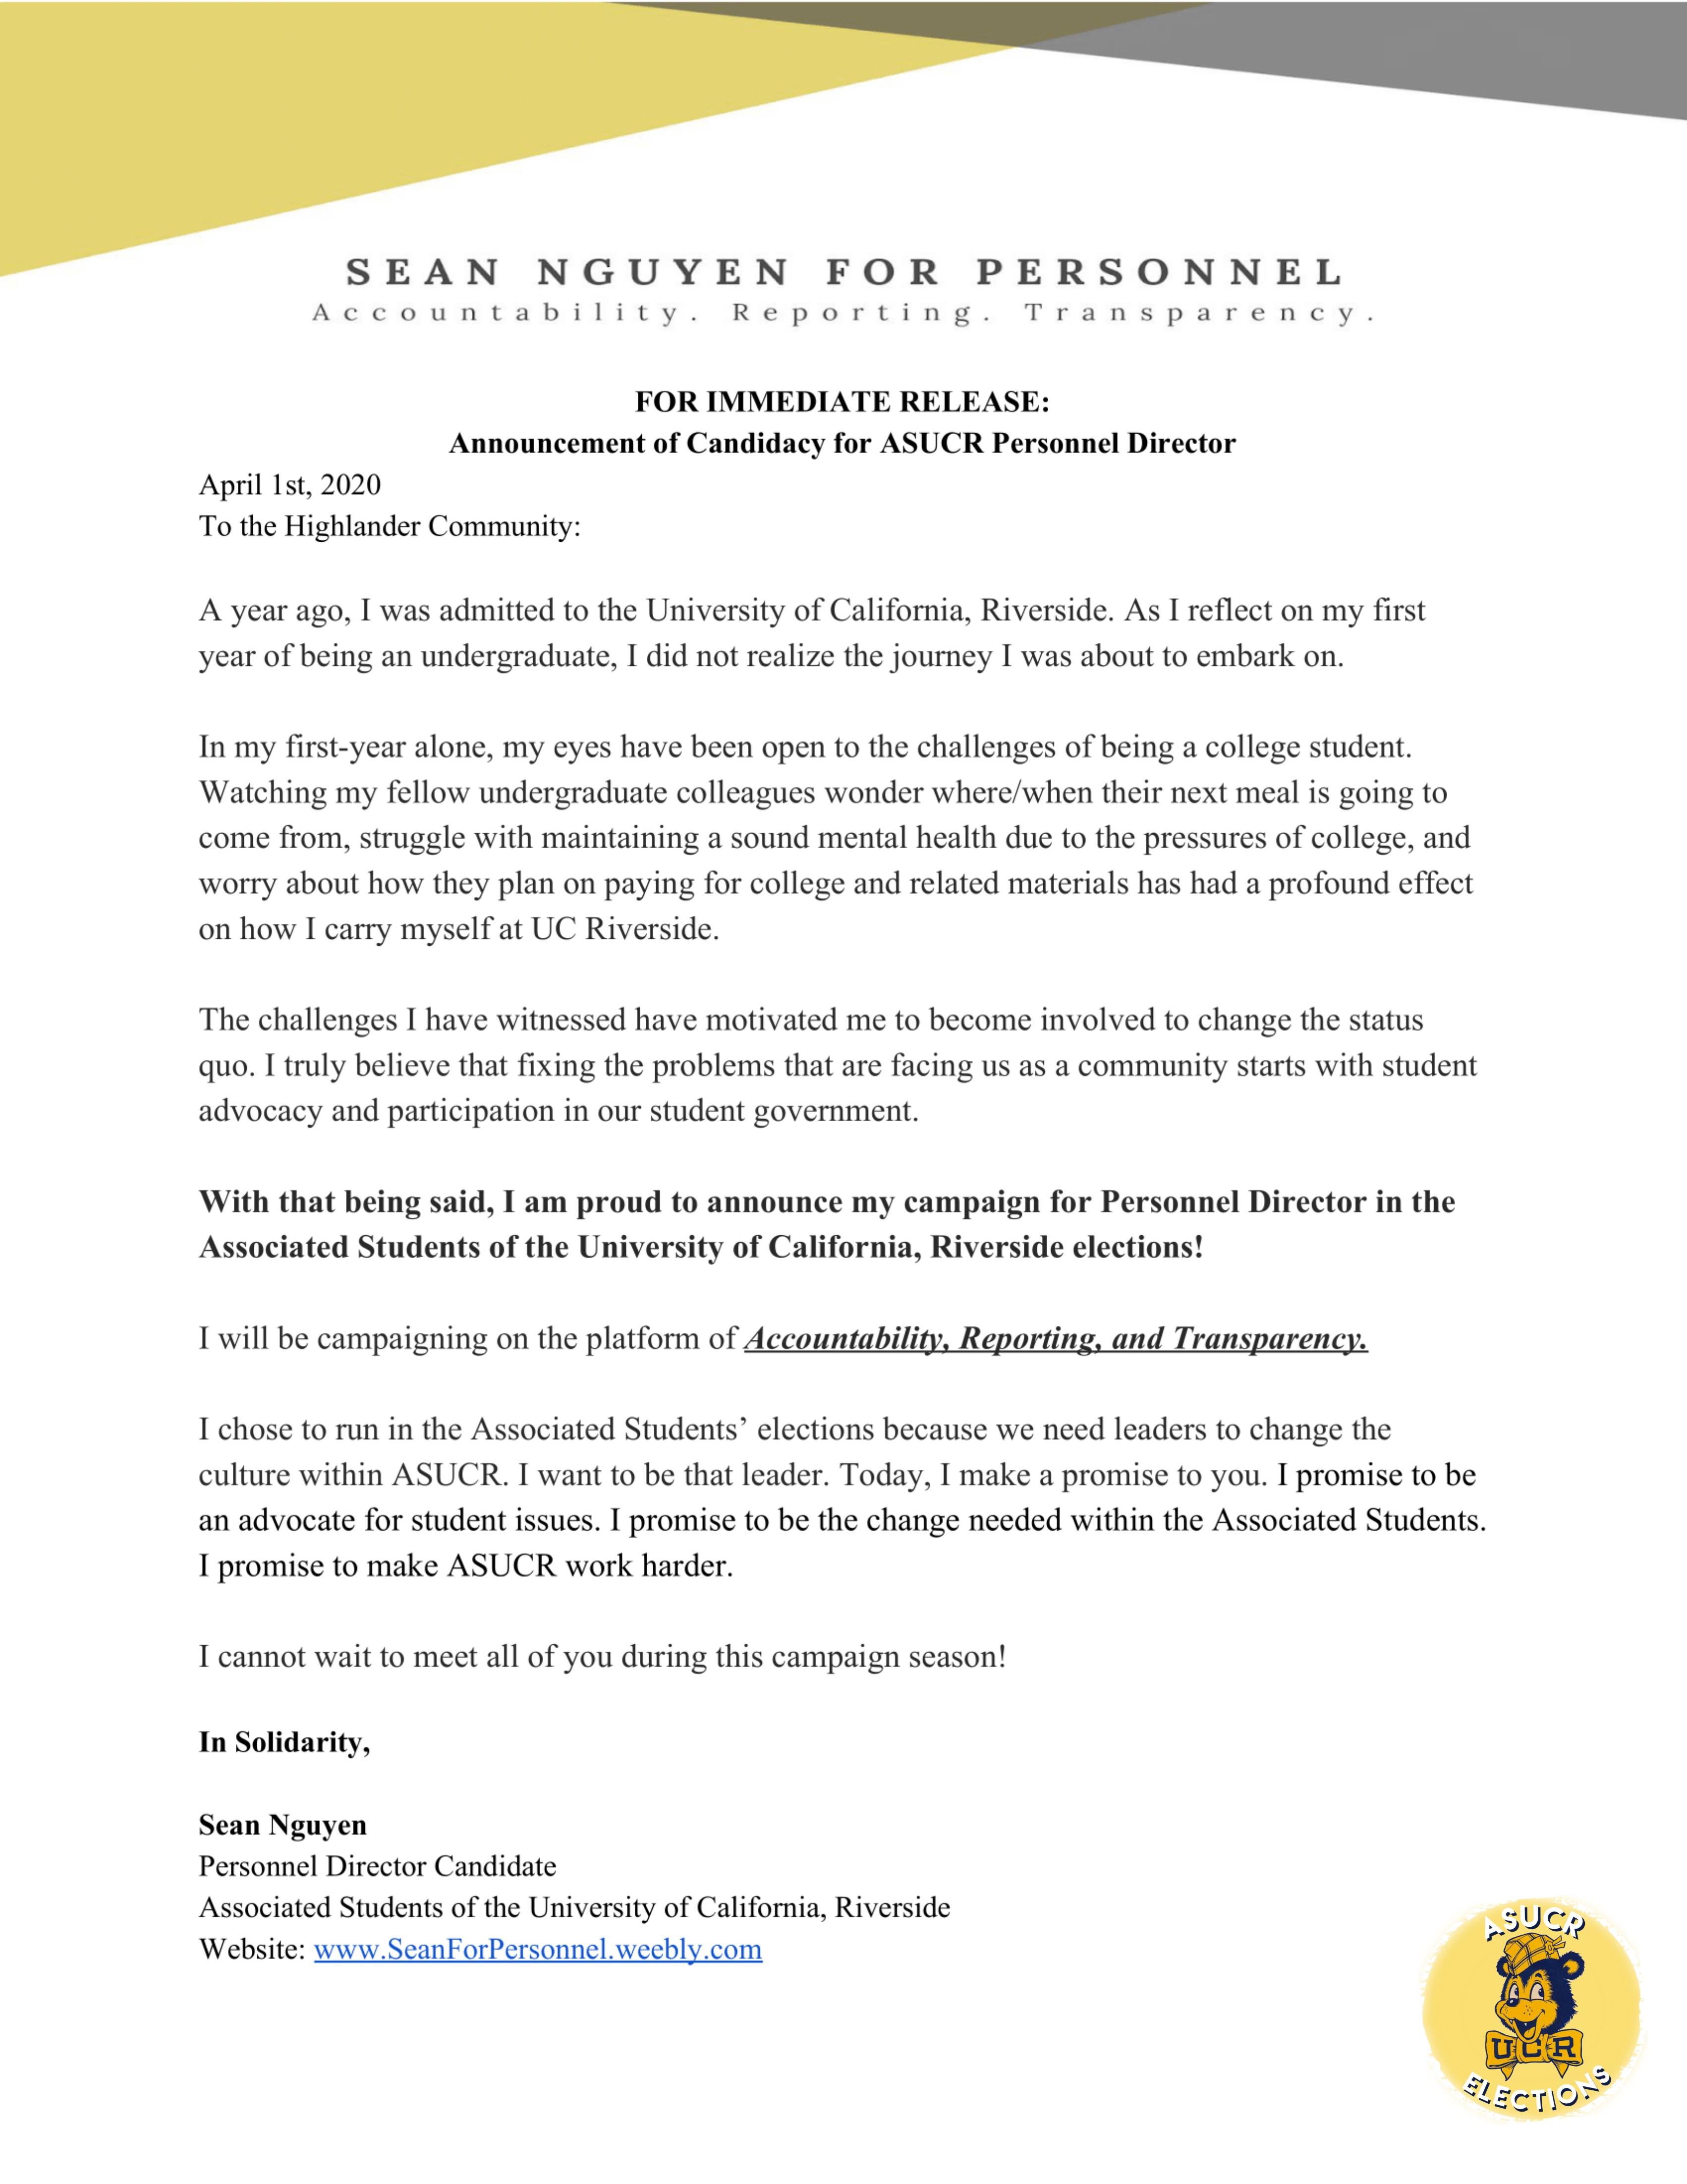 SEAN NGUYEN FOR PERSONNEL
Accountability. Reporting. Transparency.
FOR IMMEDIATE RELEASE:
Announcement of Candidacy for ASUCR Personnel Director
April 1st, 2020
To the Highlander Community:
A year ago, I was admitted to the University of California, Riverside. As I reflect on my first
year of being an undergraduate, I did not realize the journey I was about to embark on.
In my first-year alone, my eyes have been open to the challenges of being a college student.
Watching my fellow undergraduate colleagues wonder where/when their next meal is going to
come from, struggle with maintaining a sound mental health due to the pressures of college, and
worry about how they plan on paying for college and related materials has had a profound effect
on how I carry myself at UC Riverside.
The challenges I have witnessed have motivated me to become involved to change the status
quo. I truly believe that fixing the problems that are facing us as a community starts with student
advocacy and participation in our student government.
With that being said, I am proud to announce my campaign for Personnel Director in the
Associated Students of the University of California, Riverside elections!
I will be campaigning on the platform of Accountability, Reporting, and Transparency.
I chose to run in the Associated Students’ elections because we need leaders to change the
culture within ASUCR. I want to be that leader. Today, I make a promise to you. I promise to be
an advocate for student issues. I promise to be the change needed within the Associated Students.
I promise to make ASUCR work harder.
I cannot wait to meet all of you during this campaign season!
In Solidarity,
Sean Nguyen
Personnel Director Candidate
Associated Students of the University of California, Riverside
Website: www.SeanForPersonnel.weebly.com
ASUCR
UCR
ELECTIONS